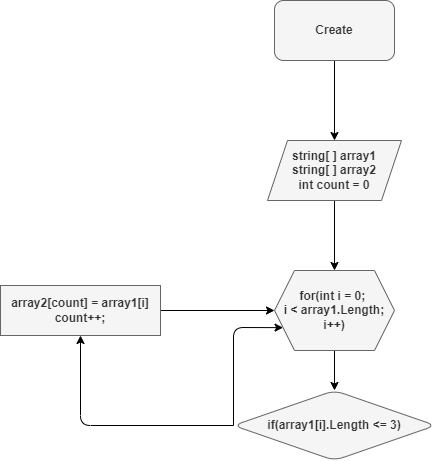 Create
string[ ] array1
string[ ] array2
int count = 0
for(int i = 0;
i < array1.Length;
i++)
array2[count] = array1[i]
count++;
if(array1[i].Length <= 3)